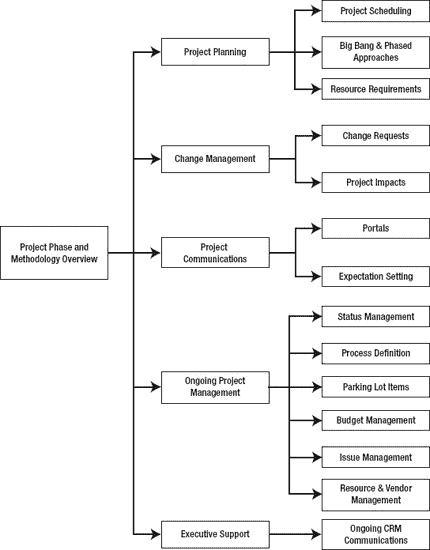 Project Phase and
Methodology Overview
Project Planning
Project Scheduling
Big Bang & Phased
Approaches
Resource Requirements
Change Management
Change Requests
Project Impacts
Project
Communications
Portals
Expectation Setting
Ongoing Project
Management
Status Management
Process Definition
Parking Lot Items
Budget Management
Issue Management
Resource & Vendor
Management
Executive Support
Ongoing CRM
Communications